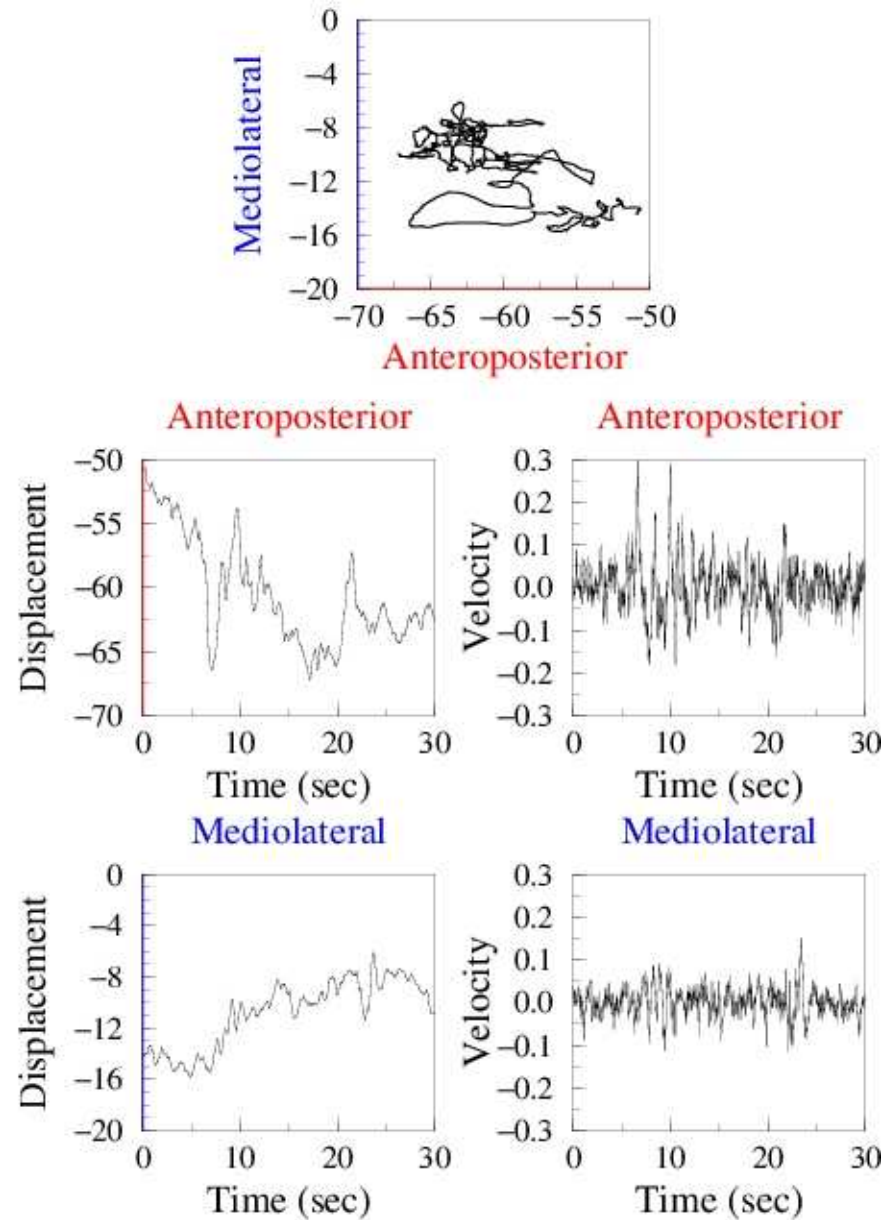 0
−4
−8
−12
−16
−20
Mediolateral
−70 −65 −60 −55 −50
Anteroposterior
Anteroposterior
−50
−55
−60
−65
−70
Displacement
0 10 20 30
Time (sec)
Anteroposterior
0.3
0.2
0.1
0.0
−0.1
−0.2
−0.3
Velocity
0 10 20 30
Time (sec)
Mediolateral
0
−4
−8
−12
−16
−20
Displacement
0 10 20 30
Time (sec)
Mediolateral
0.3
0.2
0.1
0.0
−0.1
−0.2
−0.3
Velocity
0 10 20 30
Time (sec)